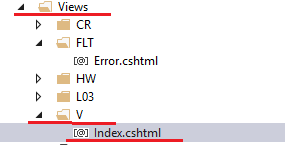 Views
CR
FLT
Error.cshtml
HW
L03
V
Index.cshtml